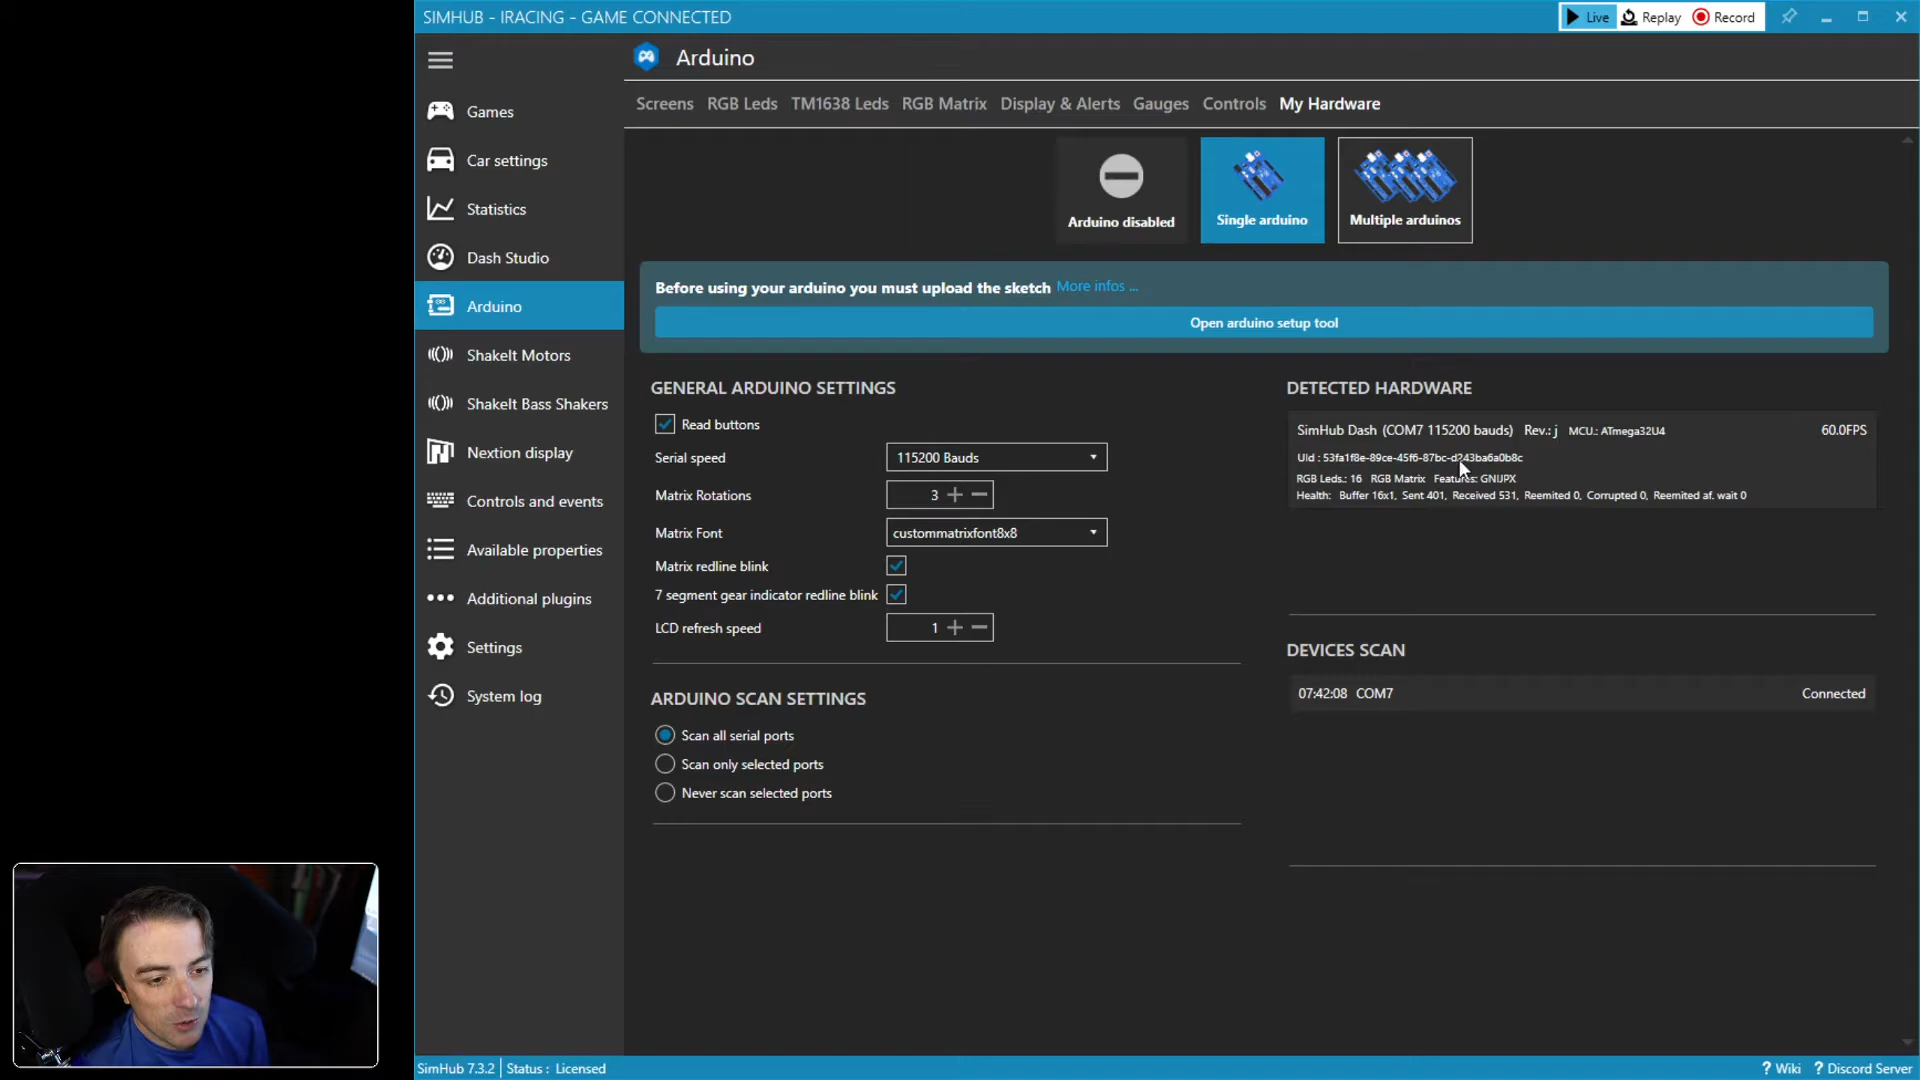 SIMHUB - IRACING - GAME CONNECTED
Live
Replay
Record
Arduino
Games
Car settings
Statistics
Dash Studio
Arduino
ShakeIt Motors
ShakeIt Bass Shakers
Nextion display
Controls and events
Available properties
Additional plugins
Settings
System log
Screens
RGB Leds
TM1638 Leds
RGB Matrix
Display & Alerts
Gauges
Controls
My Hardware
Arduino disabled
Single arduino
Multiple arduinos
Before using your arduino you must upload the sketch More infos ...
Open arduino setup tool
GENERAL ARDUINO SETTINGS
Read buttons
Serial speed 115200 Bauds
Matrix Rotations 3
Matrix Font custommatrixfont8x8
Matrix redline blink
7 segment gear indicator redline blink
LCD refresh speed 1
ARDUINO SCAN SETTINGS
Scan all serial ports
Scan only selected ports
Never scan selected ports
DETECTED HARDWARE
SimHub Dash (COM7 115200 bauds) Rev.: j MCU.: ATmega32U4 60.0FPS
UId : 53fa1f8e-89ce-45f6-87bc-d243ba6a0b8c
RGB Leds.: 16 RGB Matrix Features: GNIJPX
Health: Buffer 16x1, Sent 401, Received 531, Reemited 0, Corrupted 0, Reemited af. wait 0
DEVICES SCAN
07:42:08 COM7 Connected
SimHub 7.3.2 Status : Licensed
? Wiki ? Discord Server